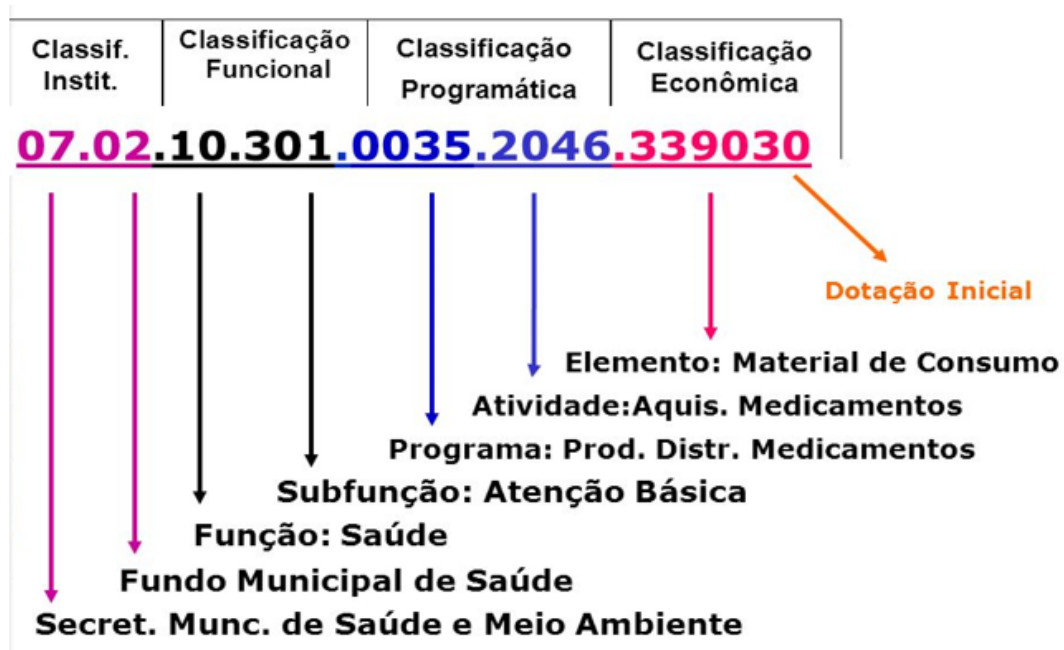 Classif.
Instit.
Classificação
Funcional
Classificação
Programática
Classificação
Econômica
07.02.10.301.0035.2046.339030
Dotação Inicial
Elemento: Material de Consumo
Atividade:Aquis. Medicamentos
Programa: Prod. Distr. Medicamentos
Subfunção: Atenção Básica
Função: Saúde
Fundo Municipal de Saúde
Secret. Munc. de Saúde e Meio Ambiente